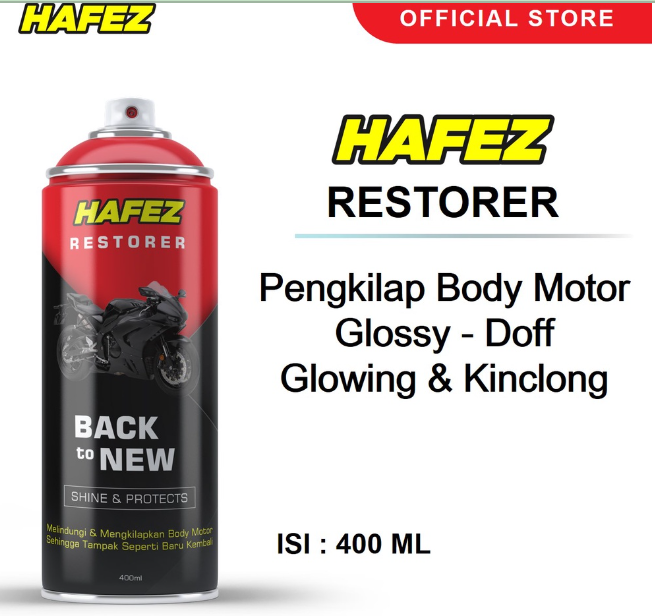 HAFEZ
OFFICIAL STORE
HAFEZ
RESTORER
Pengkilap Body Motor
Glossy - Doff
Glowing & Kinclong
ISI : 400 ML
HAFEZ
RESTORER
BACK
to NEW
SHINE & PROTECTS
Melindungi & Mengkilapkan Body Motor
Sehingga Tampak Seperti Baru Kembali
400ml